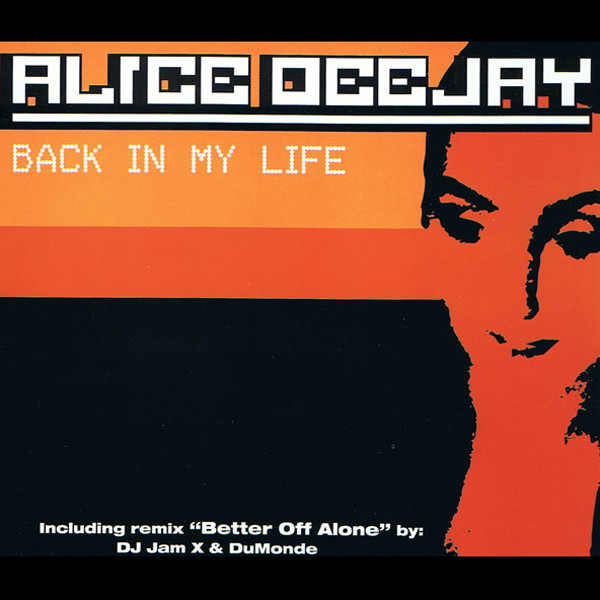 ALICE DEEJAY
BACK IN MY LIFE
Including remix “Better Off Alone” by:
DJ Jam X & DuMonde